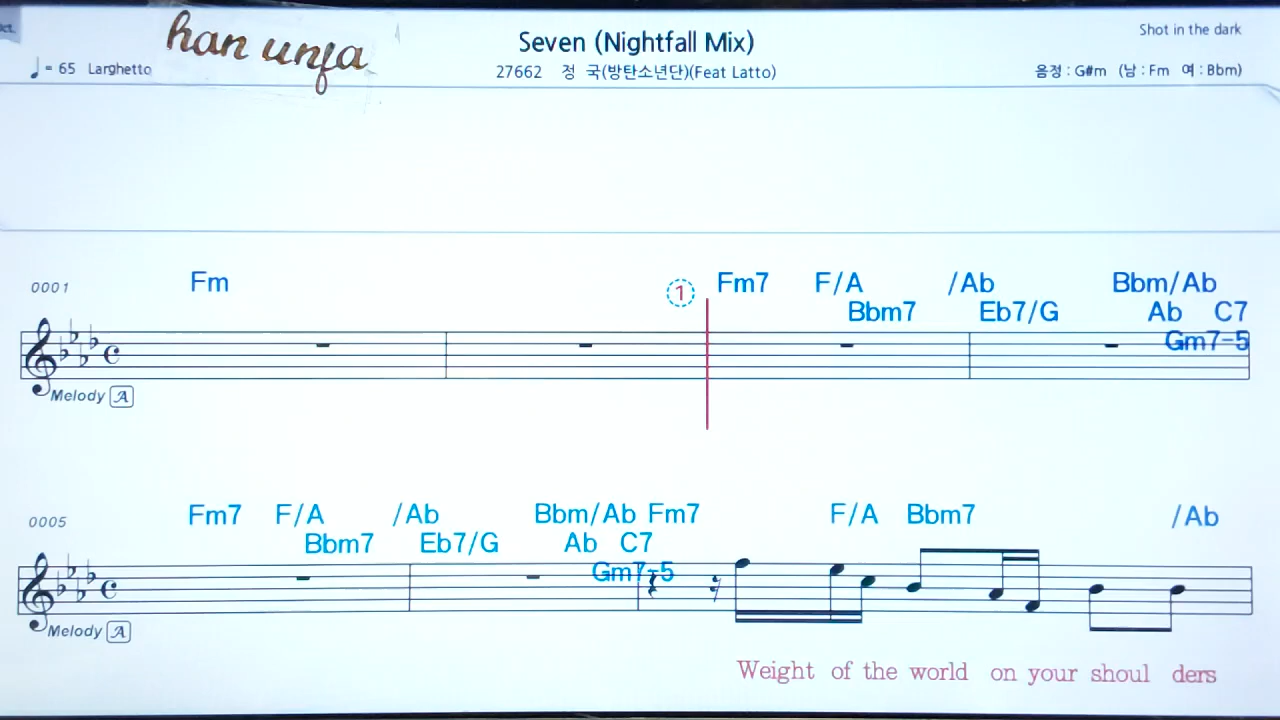 han unja
Seven (Nightfall Mix)
Shot in the dark
♩= 65 Larghetto
27662 정 국(방탄소년단)(Feat Latto)
음정 : G#m (남 : Fm 여 : Bbm)
0001 Fm ① Fm7 F/A /Ab Bbm/Ab
Bbm7 Eb7/G Ab C7
Gm7-5
Melody A
0005 Fm7 F/A /Ab Bbm/Ab Fm7 F/A Bbm7 /Ab
Bbm7 Eb7/G Ab C7
Gm7-5
Melody A
Weight of the world on your shoul ders